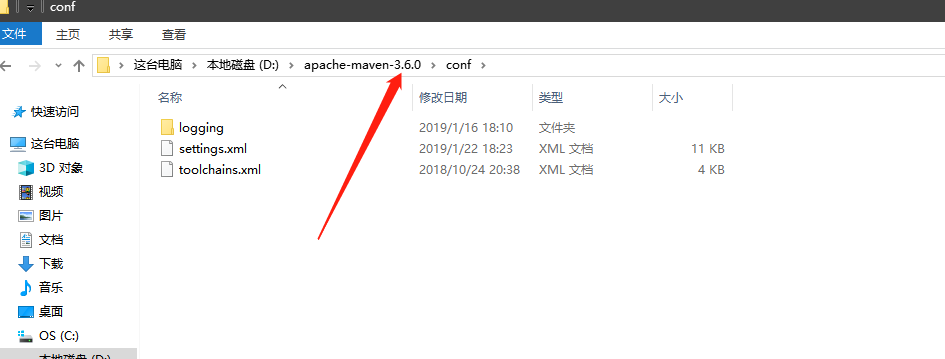 conf
文件 主页 共享 查看
这台电脑 本地磁盘 (D:) apache-maven-3.6.0 conf
名称 修改日期 类型 大小
快速访问
logging 2019/1/16 18:10 文件夹
这台电脑
settings.xml 2019/1/22 18:23 XML 文档 11 KB
3D 对象
toolchains.xml 2018/10/24 20:38 XML 文档 4 KB
视频
图片
文档
下载
音乐
桌面
OS (C:)
本地磁盘 (D:)